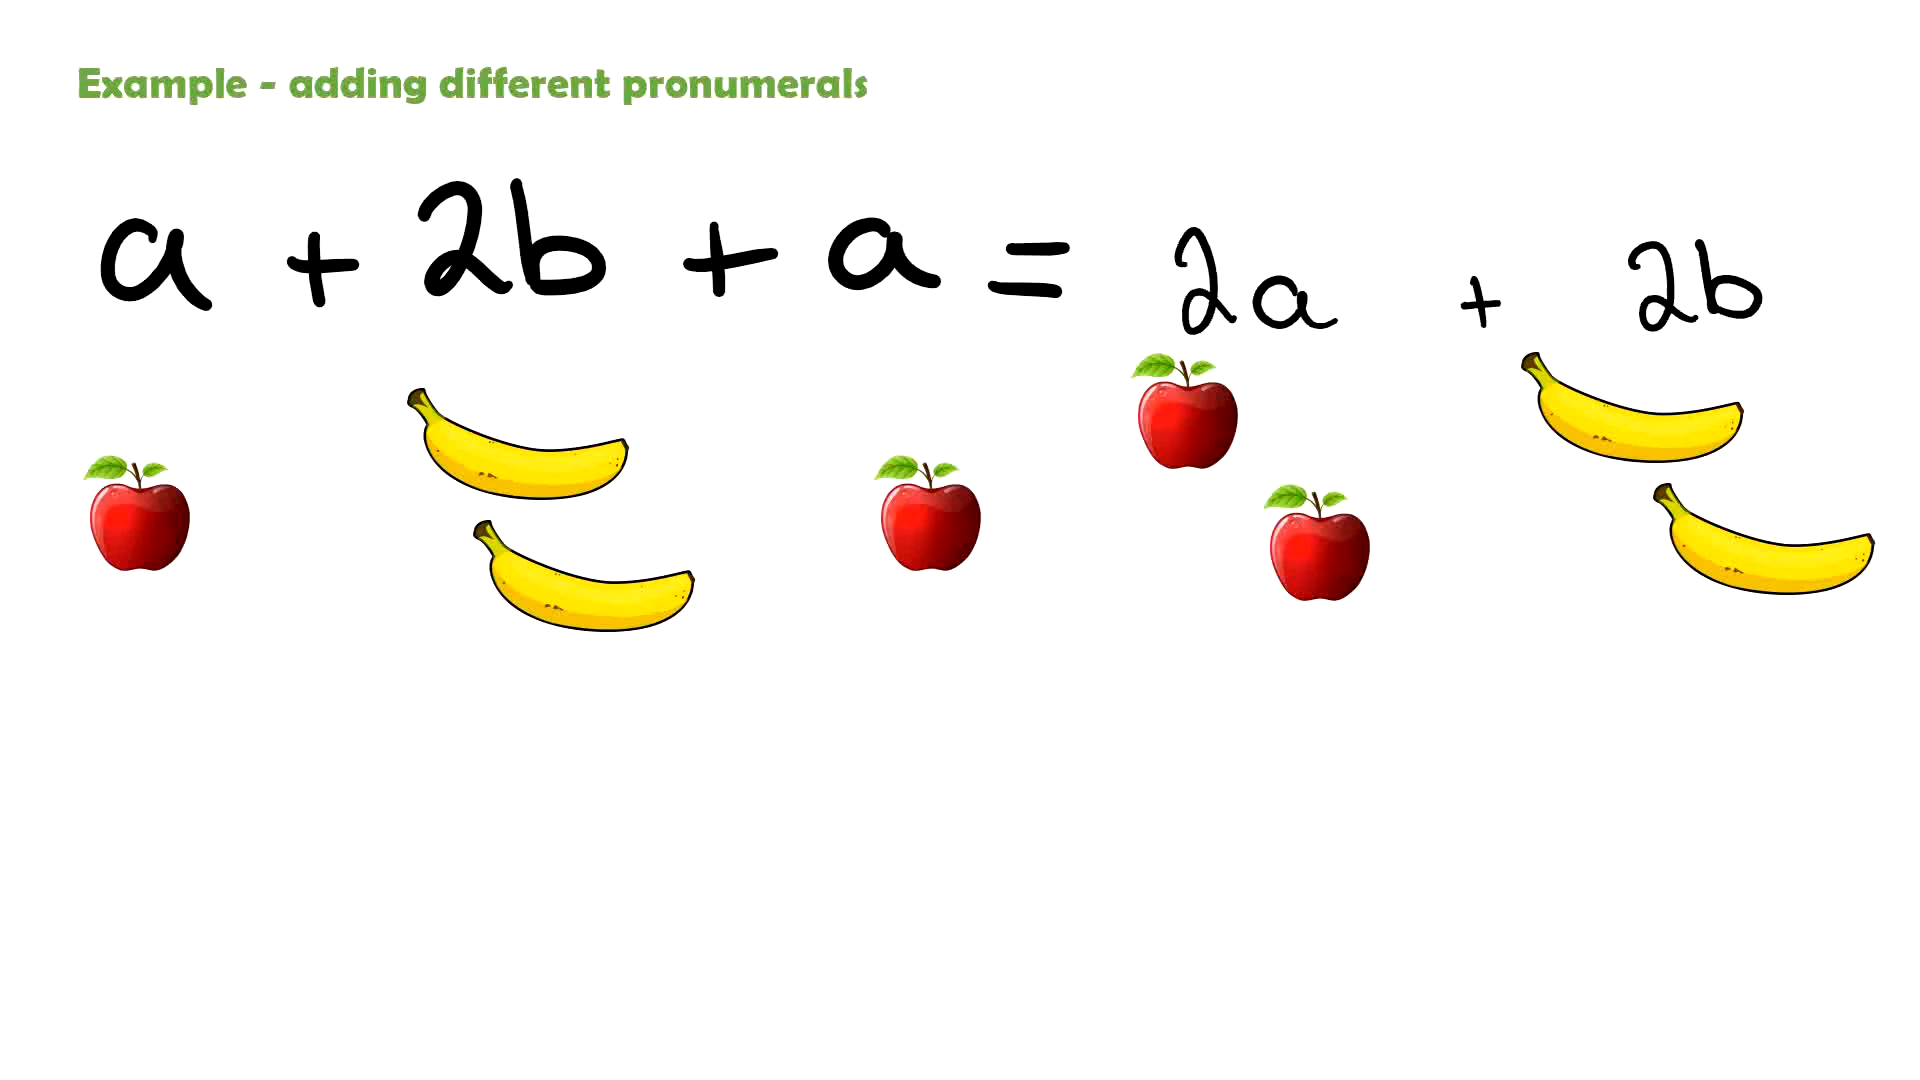 Example - adding different pronumerals
a + 2b + a = 2a + 2b